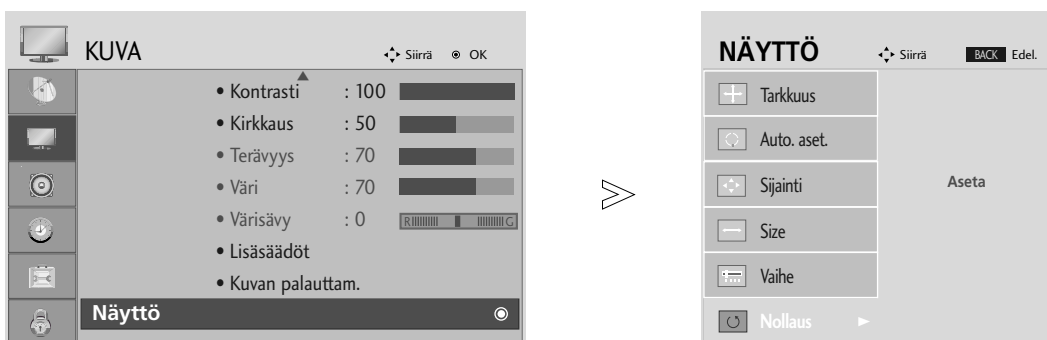 KUVA Siirrä OK
• Kontrasti : 100
• Kirkkaus : 50
• Terävyys : 70
• Väri : 70
• Värisävy : 0 R G
• Lisäsäädöt
• Kuvan palauttam.
Näyttö
NÄYTTÖ Siirrä BACK Edel.
Tarkkuus
Auto. aset.
Sijainti
Aseta
Size
Vaihe
Nollaus